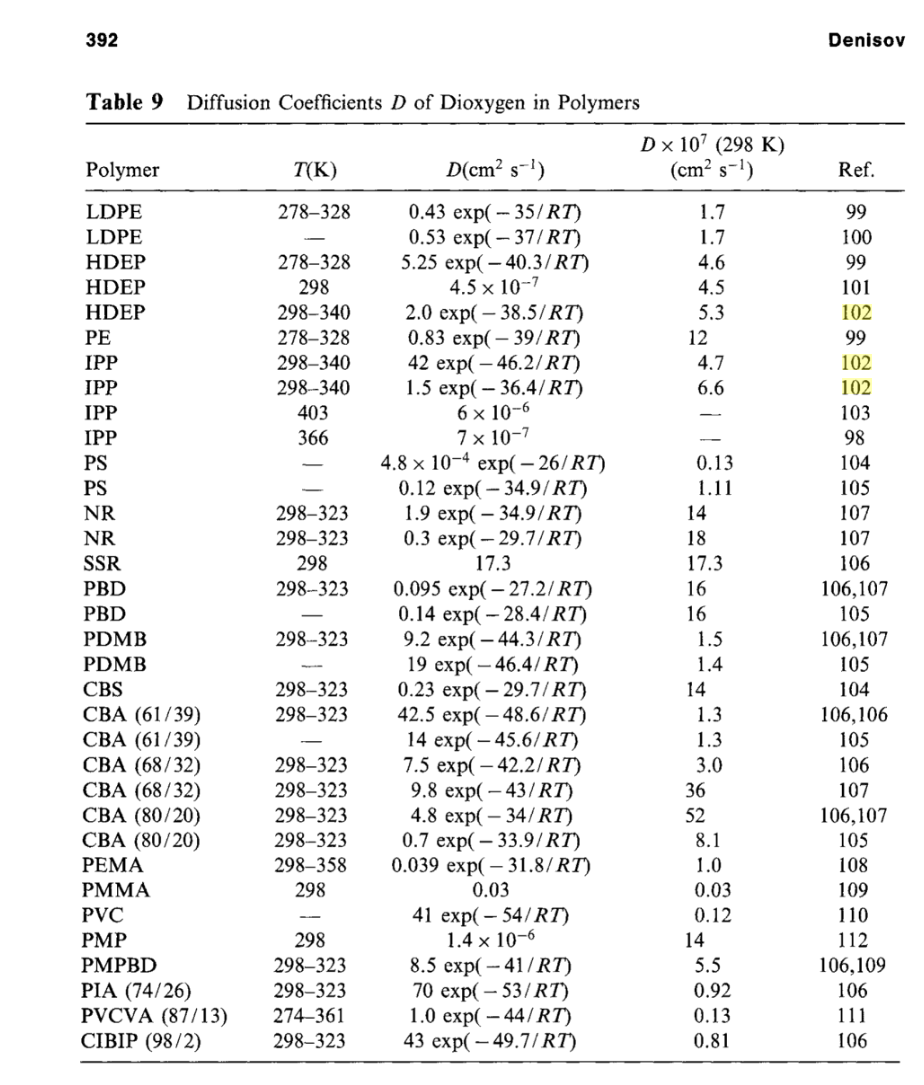 392 Denisov
Table 9 Diffusion Coefficients D of Dioxygen in Polymers
D × 10⁷ (298 K)
Polymer T(K) D(cm² s⁻¹) (cm² s⁻¹) Ref.
LDPE 278–328 0.43 exp(−35/RT) 1.7 99
LDPE — 0.53 exp(−37/RT) 1.7 100
HDEP 278–328 5.25 exp(−40.3/RT) 4.6 99
HDEP 298 4.5 × 10⁻⁷ 4.5 101
HDEP 298–340 2.0 exp(−38.5/RT) 5.3 102
PE 278–328 0.83 exp(−39/RT) 12 99
IPP 298–340 42 exp(−46.2/RT) 4.7 102
IPP 298–340 1.5 exp(−36.4/RT) 6.6 102
IPP 403 6 × 10⁻⁶ — 103
IPP 366 7 × 10⁻⁷ — 98
PS — 4.8 × 10⁻⁴ exp(−26/RT) 0.13 104
PS — 0.12 exp(−34.9/RT) 1.11 105
NR 298–323 1.9 exp(−34.9/RT) 14 107
NR 298–323 0.3 exp(−29.7/RT) 18 107
SSR 298 17.3 17.3 106
PBD 298–323 0.095 exp(−27.2/RT) 16 106,107
PBD — 0.14 exp(−28.4/RT) 16 105
PDMB 298–323 9.2 exp(−44.3/RT) 1.5 106,107
PDMB — 19 exp(−46.4/RT) 1.4 105
CBS 298–323 0.23 exp(−29.7/RT) 14 104
CBA (61/39) 298–323 42.5 exp(−48.6/RT) 1.3 106,106
CBA (61/39) — 14 exp(−45.6/RT) 1.3 105
CBA (68/32) 298–323 7.5 exp(−42.2/RT) 3.0 106
CBA (68/32) 298–323 9.8 exp(−43/RT) 36 107
CBA (80/20) 298–323 4.8 exp(−34/RT) 52 106,107
CBA (80/20) 298–323 0.7 exp(−33.9/RT) 8.1 105
PEMA 298–358 0.039 exp(−31.8/RT) 1.0 108
PMMA 298 0.03 0.03 109
PVC — 41 exp(−54/RT) 0.12 110
PMP 298 1.4 × 10⁻⁶ 14 112
PMPBD 298–323 8.5 exp(−41/RT) 5.5 106,109
PIA (74/26) 298–323 70 exp(−53/RT) 0.92 106
PVCVA (87/13) 274–361 1.0 exp(−44/RT) 0.13 111
CIBIP (98/2) 298–323 43 exp(−49.7/RT) 0.81 106